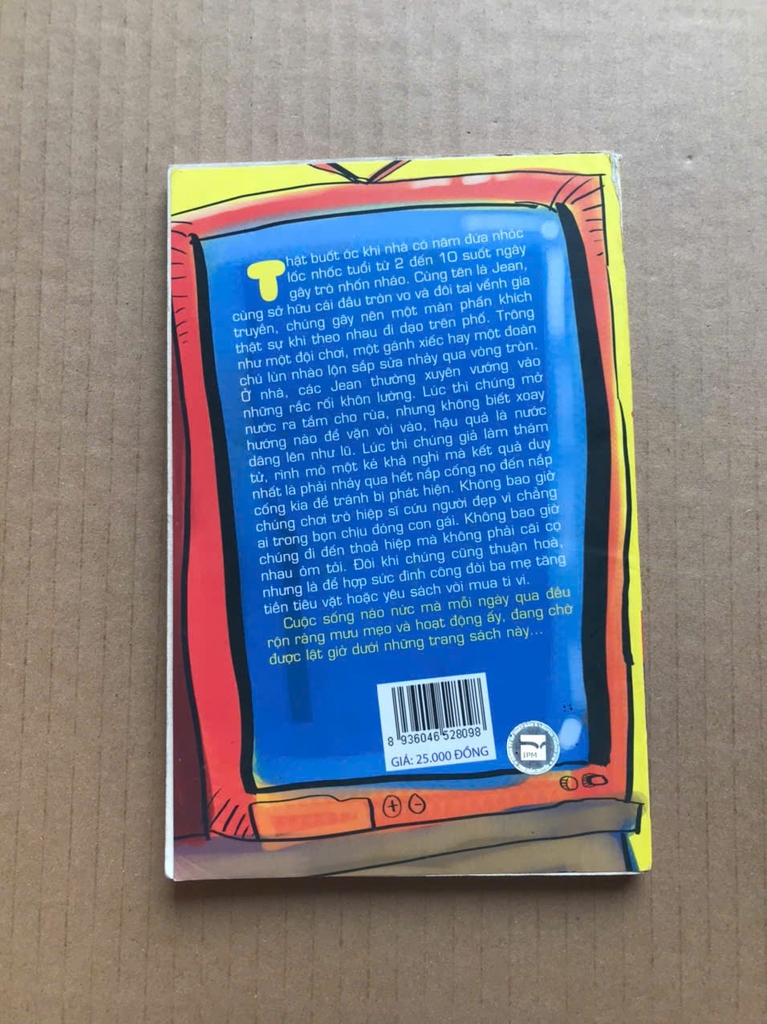 Thật buốt óc khi nhà có năm đứa nhóc
lốc nhốc tuổi từ 2 đến 10 suốt ngày
gây trò nhốn nháo. Cùng tên là Jean,
cùng sở hữu cái đầu tròn vo và đôi tai vểnh gia
truyền, chúng gây nên một màn phấn khích
thật sự khi theo nhau đi dạo trên phố. Trông
như một đội chơi, một gánh xiếc hay một đoàn
chú lùn nhào lộn sắp sửa nhảy qua vòng tròn.
Ở nhà, các Jean thường xuyên vướng vào
những rắc rối khôn lường. Lúc thì chúng mở
nước ra tắm cho rùa, nhưng không biết xoay
hướng nào để vặn vòi vào, hậu quả là nước
dâng lên như lũ. Lúc thì chúng giả làm thám
tử, rình mò một kẻ khả nghi mà kết quả duy
nhất là phải nhảy qua hết nắp cống nọ đến nắp
cống kia để tránh bị phát hiện. Không bao giờ
chúng chơi trò hiệp sĩ cứu người đẹp vì chẳng
ai trong bọn chịu đóng con gái. Không bao giờ
chúng đi đến thoả hiệp mà không phải cãi cọ
nhau ỏm tỏi. Đôi khi chúng cũng thuận hoà,
nhưng là để hợp sức đình công đòi ba mẹ tăng
tiền tiêu vặt hoặc yêu sách vòi mua ti vi.
Cuộc sống náo nức mà mỗi ngày qua đều
rộn ràng mưu mẹo và hoạt động ấy, đang chờ
được lật giở dưới những trang sách này...
8 936046 528098
GIÁ: 25.000 ĐỒNG
IPM